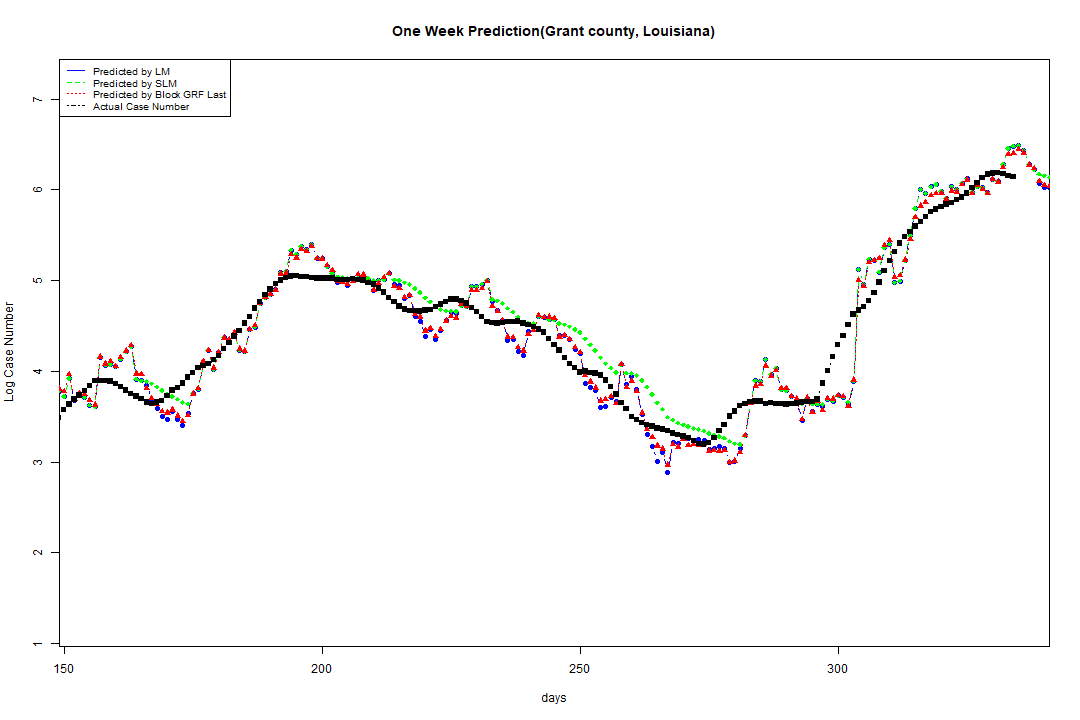 One Week Prediction(Grant county, Louisiana)
Predicted by LM
Predicted by SLM
Predicted by Block GRF Last
Actual Case Number
7
6
5
4
3
2
1
Log Case Number
150 200 250 300
days